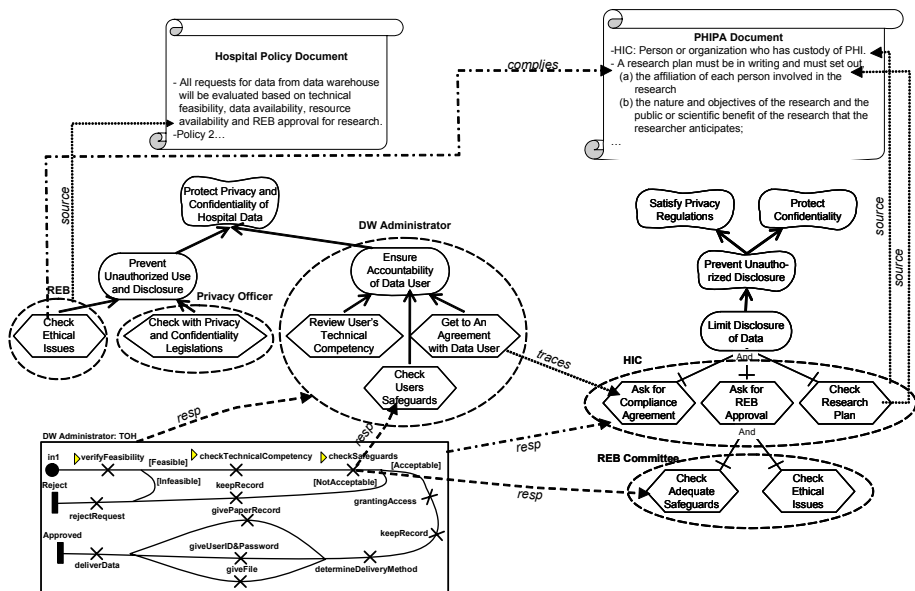 Hospital Policy Document
- All requests for data from data warehouse
will be evaluated based on technical
feasibility, data availability, resource
availability and REB approval for research.
-Policy 2…
PHIPA Document
-HIC: Person or organization who has custody of PHI.
- A research plan must be in writing and must set out,
(a) the affiliation of each person involved in the
research
(b) the nature and objectives of the research and the
public or scientific benefit of the research that the
researcher anticipates;
…
complies
source
source
source
Protect Privacy and
Confidentiality of
Hospital Data
DW Administrator
Prevent
Unauthorized Use
and Disclosure
Ensure
Accountability
of Data User
REB
Privacy Officer
Check
Ethical
Issues
Check with Privacy
and Confidentiality
Legislations
Review User's
Technical
Competency
Get to An
Agreement
with Data User
Check
Users
Safeguards
Satisfy Privacy
Regulations
Protect
Confidentiality
Prevent Unautho-
rized Disclosure
Limit Disclosure
of Data
And
HIC
Ask for
Compliance
Agreement
Ask for
REB
Approval
Check
Research
Plan
And
REB Committee
Check
Adequate
Safeguards
Check
Ethical
Issues
traces
resp
resp
resp
resp
DW Administrator: TOH
in1
verifyFeasibility
[Feasible]
checkTechnicalCompetency
checkSafeguards
[Acceptable]
Reject
[Infeasible]
keepRecord
[NotAcceptable]
grantingAccess
rejectRequest
givePaperRecord
Approved
keepRecord
giveUserID&Password
deliverData
giveFile
determineDeliveryMethod